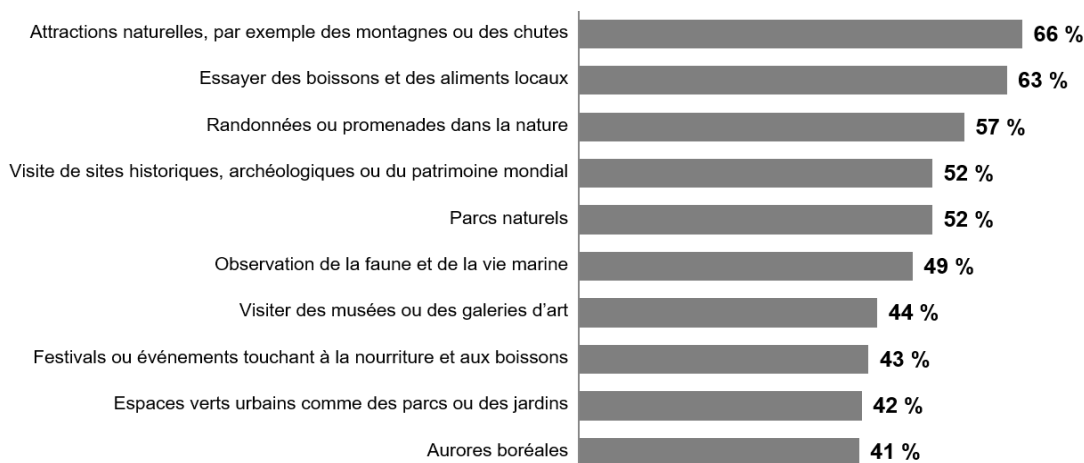 Attractions naturelles, par exemple des montagnes ou des chutes 66 %
Essayer des boissons et des aliments locaux 63 %
Randonnées ou promenades dans la nature 57 %
Visite de sites historiques, archéologiques ou du patrimoine mondial 52 %
Parcs naturels 52 %
Observation de la faune et de la vie marine 49 %
Visiter des musées ou des galeries d’art 44 %
Festivals ou événements touchant à la nourriture et aux boissons 43 %
Espaces verts urbains comme des parcs ou des jardins 42 %
Aurores boréales 41 %